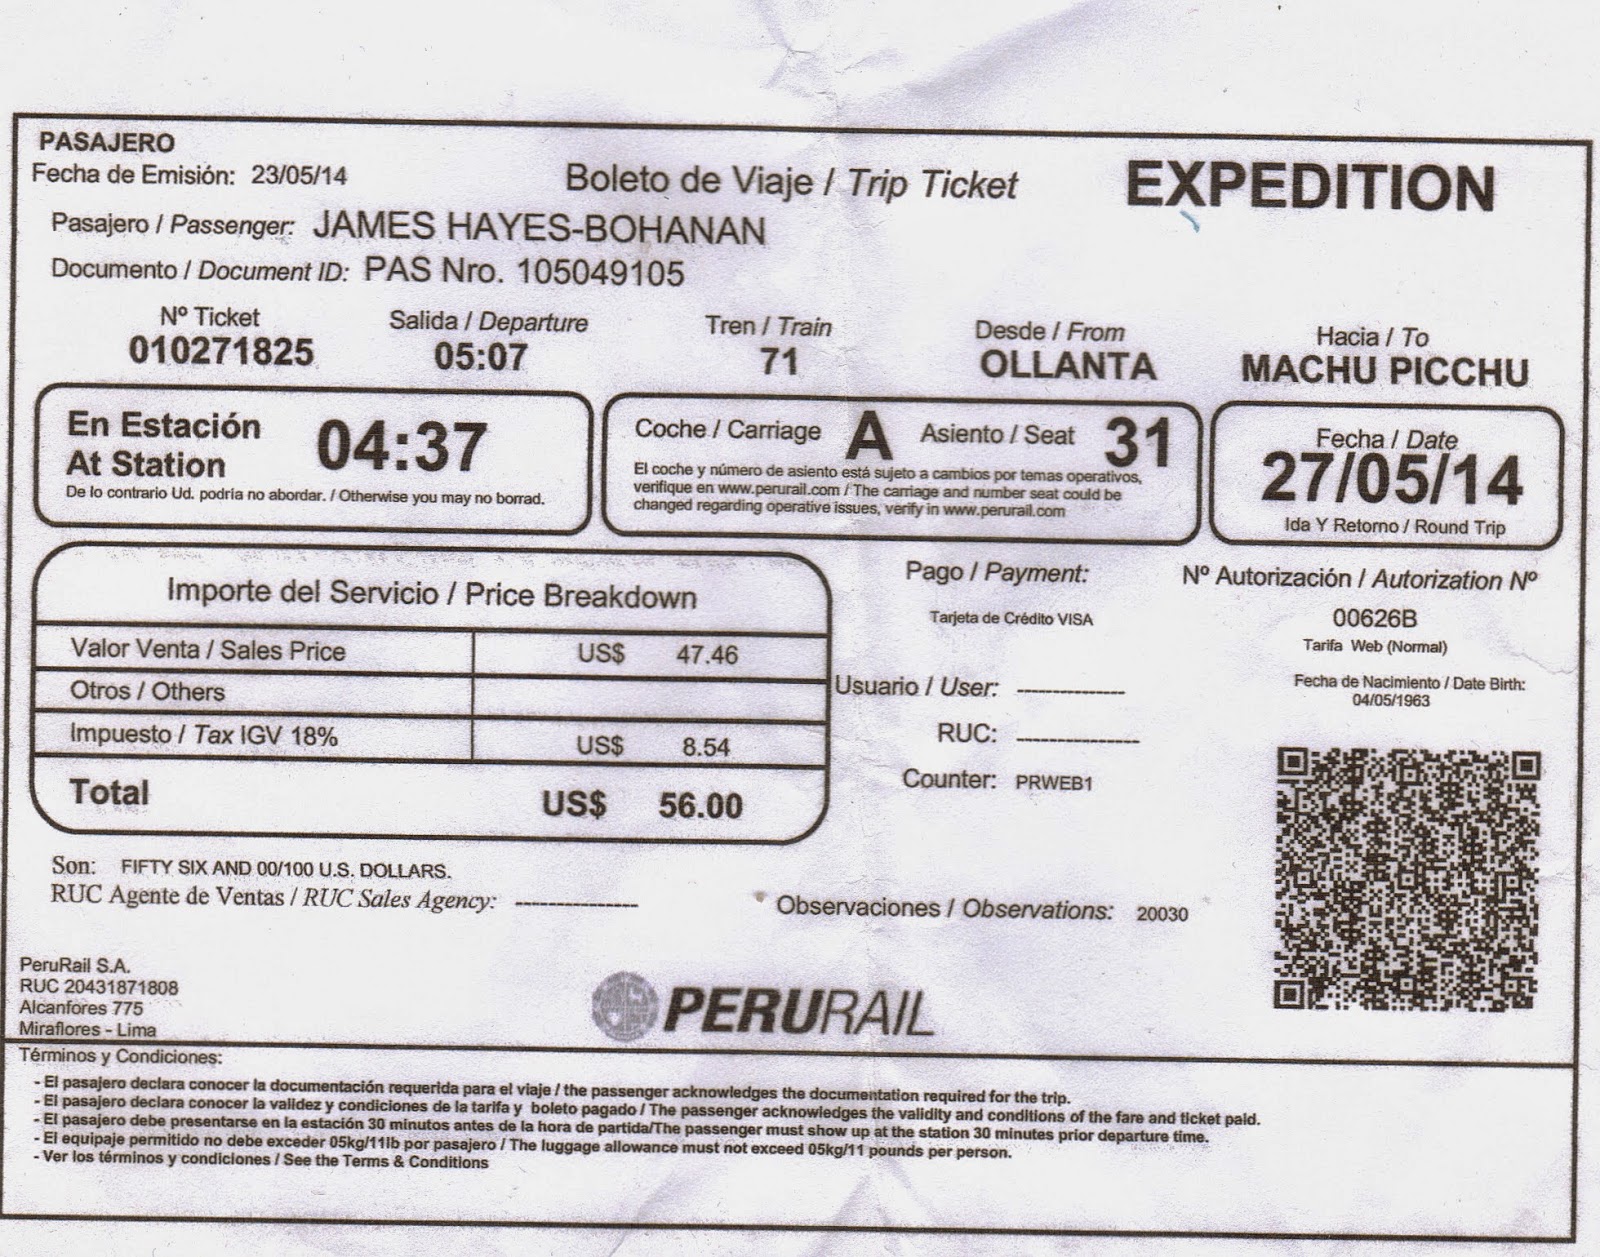 PASAJERO
Fecha de Emisión: 23/05/14
Boleto de Viaje / Trip Ticket
EXPEDITION
Pasajero / Passenger: JAMES HAYES-BOHANAN
Documento / Document ID: PAS Nro. 105049105
Nº Ticket
010271825
Salida / Departure
05:07
Tren / Train
71
Desde / From
OLLANTA
Hacia / To
MACHU PICCHU
En Estación
At Station
04:37
De lo contrario Ud. podria no abordar. / Otherwise you may no borrad.
Coche / Carriage A Asiento / Seat 31
El coche y número de asiento está sujeto a cambios por temas operativos,
verifique en www.perurail.com / The carriage and number seat could be
changed regarding operative issues, verify in www.perurail.com
Fecha / Date
27/05/14
Ida Y Retorno / Round Trip
Importe del Servicio / Price Breakdown
Valor Venta / Sales Price US$ 47.46
Otros / Others
Impuesto / Tax IGV 18% US$ 8.54
Total US$ 56.00
Pago / Payment:
Tarjeta de Crédito VISA
Usuario / User: --------------
RUC: ----------------
Counter: PRWEB1
Nº Autorización / Autorization Nº
00626B
Tarifa Web (Normal)
Fecha de Nacimiento / Date Birth:
04/05/1963
Son: FIFTY SIX AND 00/100 U.S. DOLLARS.
RUC Agente de Ventas / RUC Sales Agency: ----------------
Observaciones / Observations: 20030
PeruRail S.A.
RUC 20431871808
Alcanfores 775
Miraflores - Lima
PERURAIL
Términos y Condiciones:
- El pasajero declara conocer la documentación requerida para el viaje / the passenger acknowledges the documentation required for the trip.
- El pasajero declara conocer la validez y condiciones de la tarifa y boleto pagado / The passenger acknowledges the validity and conditions of the fare and ticket paid.
- El pasajero debe presentarse en la estación 30 minutos antes de la hora de partida/The passenger must show up at the station 30 minutes prior departure time.
- El equipaje permitido no debe exceder 05kg/11lb por pasajero / The luggage allowance must not exceed 05kg/11 pounds per person.
- Ver los términos y condiciones / See the Terms & Conditions